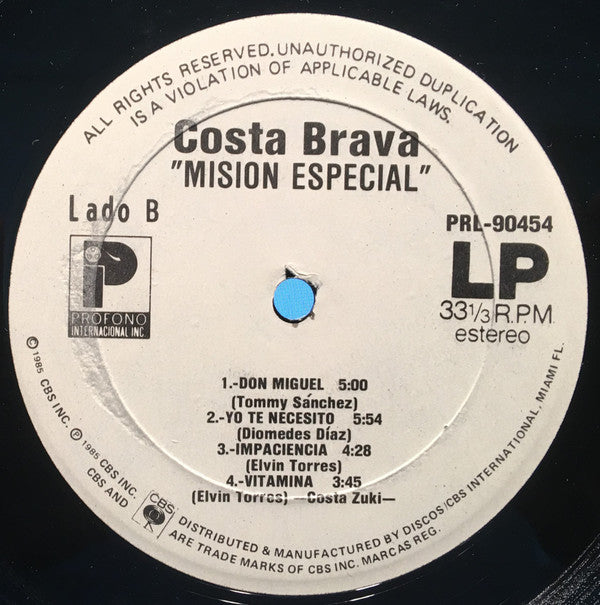 ALL RIGHTS RESERVED. UNAUTHORIZED DUPLICATION
IS A VIOLATION OF APPLICABLE LAWS.
Costa Brava
"MISION ESPECIAL"
Lado B
PROFONO
INTERNACIONAL INC
PRL-90454
LP
33 1/3 R.P.M.
estereo
1.-DON MIGUEL 5:00
(Tommy Sánchez)
2.-YO TE NECESITO 5:54
(Diomedes Díaz)
3.-IMPACIENCIA 4:28
(Elvin Torres)
4.-VITAMINA 3:45
(Elvin Torres) —Costa Zuki—
©1985 CBS INC. ℗ 1985 CBS INC. DISTRIBUTED & MANUFACTURED BY DISCOS/CBS INTERNATIONAL, MIAMI FL.
CBS AND CBS ARE TRADE MARKS OF CBS INC. MARCAS REG.